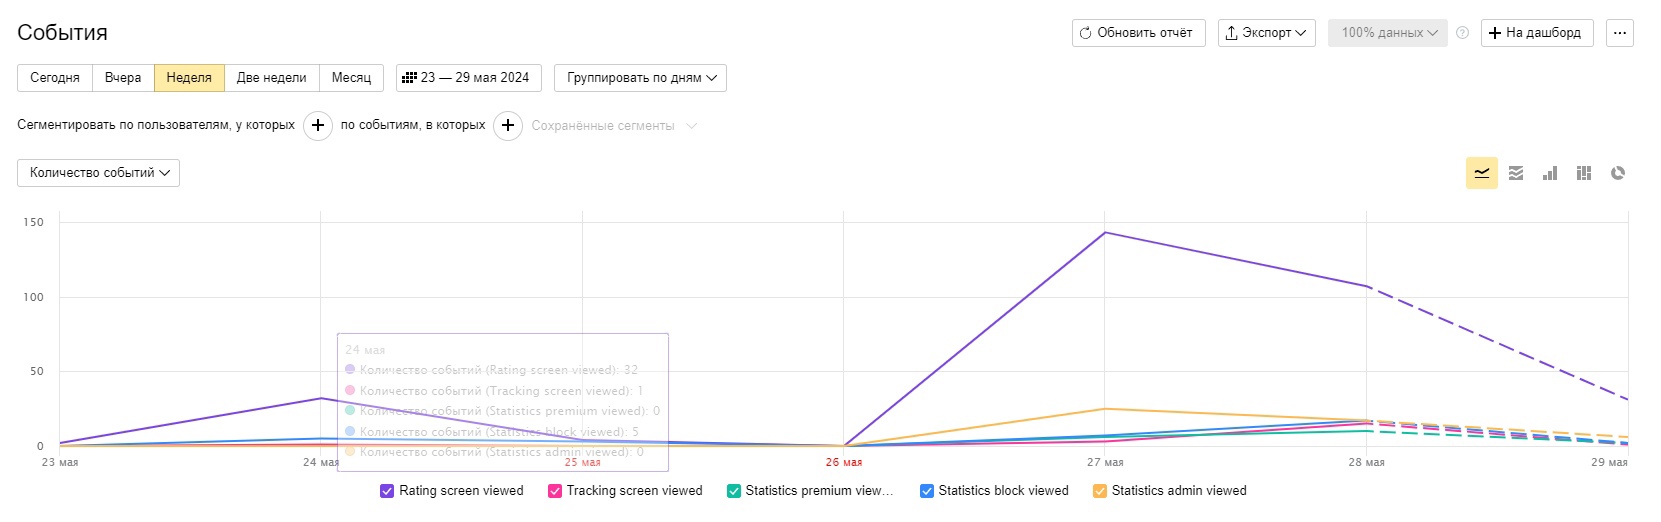 События
Обновить отчёт
Экспорт
100% данных
?
На дашборд
Сегодня
Вчера
Неделя
Две недели
Месяц
23 — 29 мая 2024
Группировать по дням
Сегментировать по пользователям, у которых
по событиям, в которых
Сохранённые сегменты
Количество событий
150
100
50
0
24 мая
Количество событий (Rating screen viewed): 32
Количество событий (Tracking screen viewed): 1
Количество событий (Statistics premium viewed): 0
Количество событий (Statistics block viewed): 5
Количество событий (Statistics admin viewed): 0
23 мая
24 мая
25 мая
26 мая
27 мая
28 мая
29 мая
Rating screen viewed
Tracking screen viewed
Statistics premium view…
Statistics block viewed
Statistics admin viewed